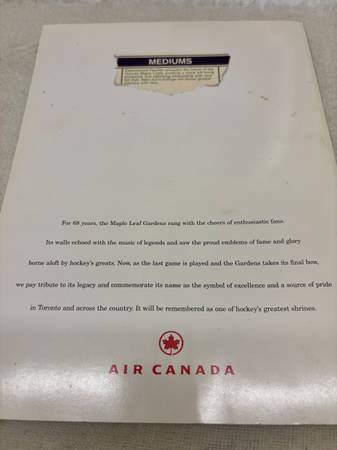 MEDIUMS
For 68 years, the Maple Leaf Gardens rang with the cheers of enthusiastic fans.
Its walls echoed with the music of legends and saw the proud emblems of fame and glory
borne aloft by hockey's greats. Now, as the last game is played and the Gardens takes its final bow,
we pay tribute to its legacy and commemorate its name as the symbol of excellence and a source of pride
in Toronto and across the country. It will be remembered as one of hockey's greatest shrines.
AIR CANADA